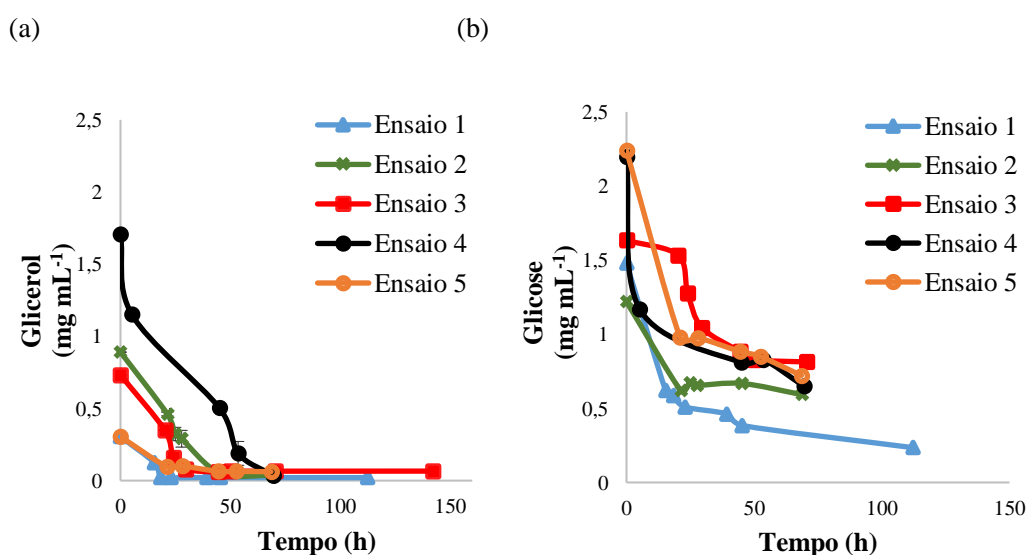 (a)
Glicerol
(mg mL-1)
2,5
2
1,5
1
0,5
0
0
50
100
150
Tempo (h)
Ensaio 1
Ensaio 2
Ensaio 3
Ensaio 4
Ensaio 5
(b)
Glicose
(mg mL-1)
2,5
2
1,5
1
0,5
0
0
50
100
150
Tempo (h)
Ensaio 1
Ensaio 2
Ensaio 3
Ensaio 4
Ensaio 5